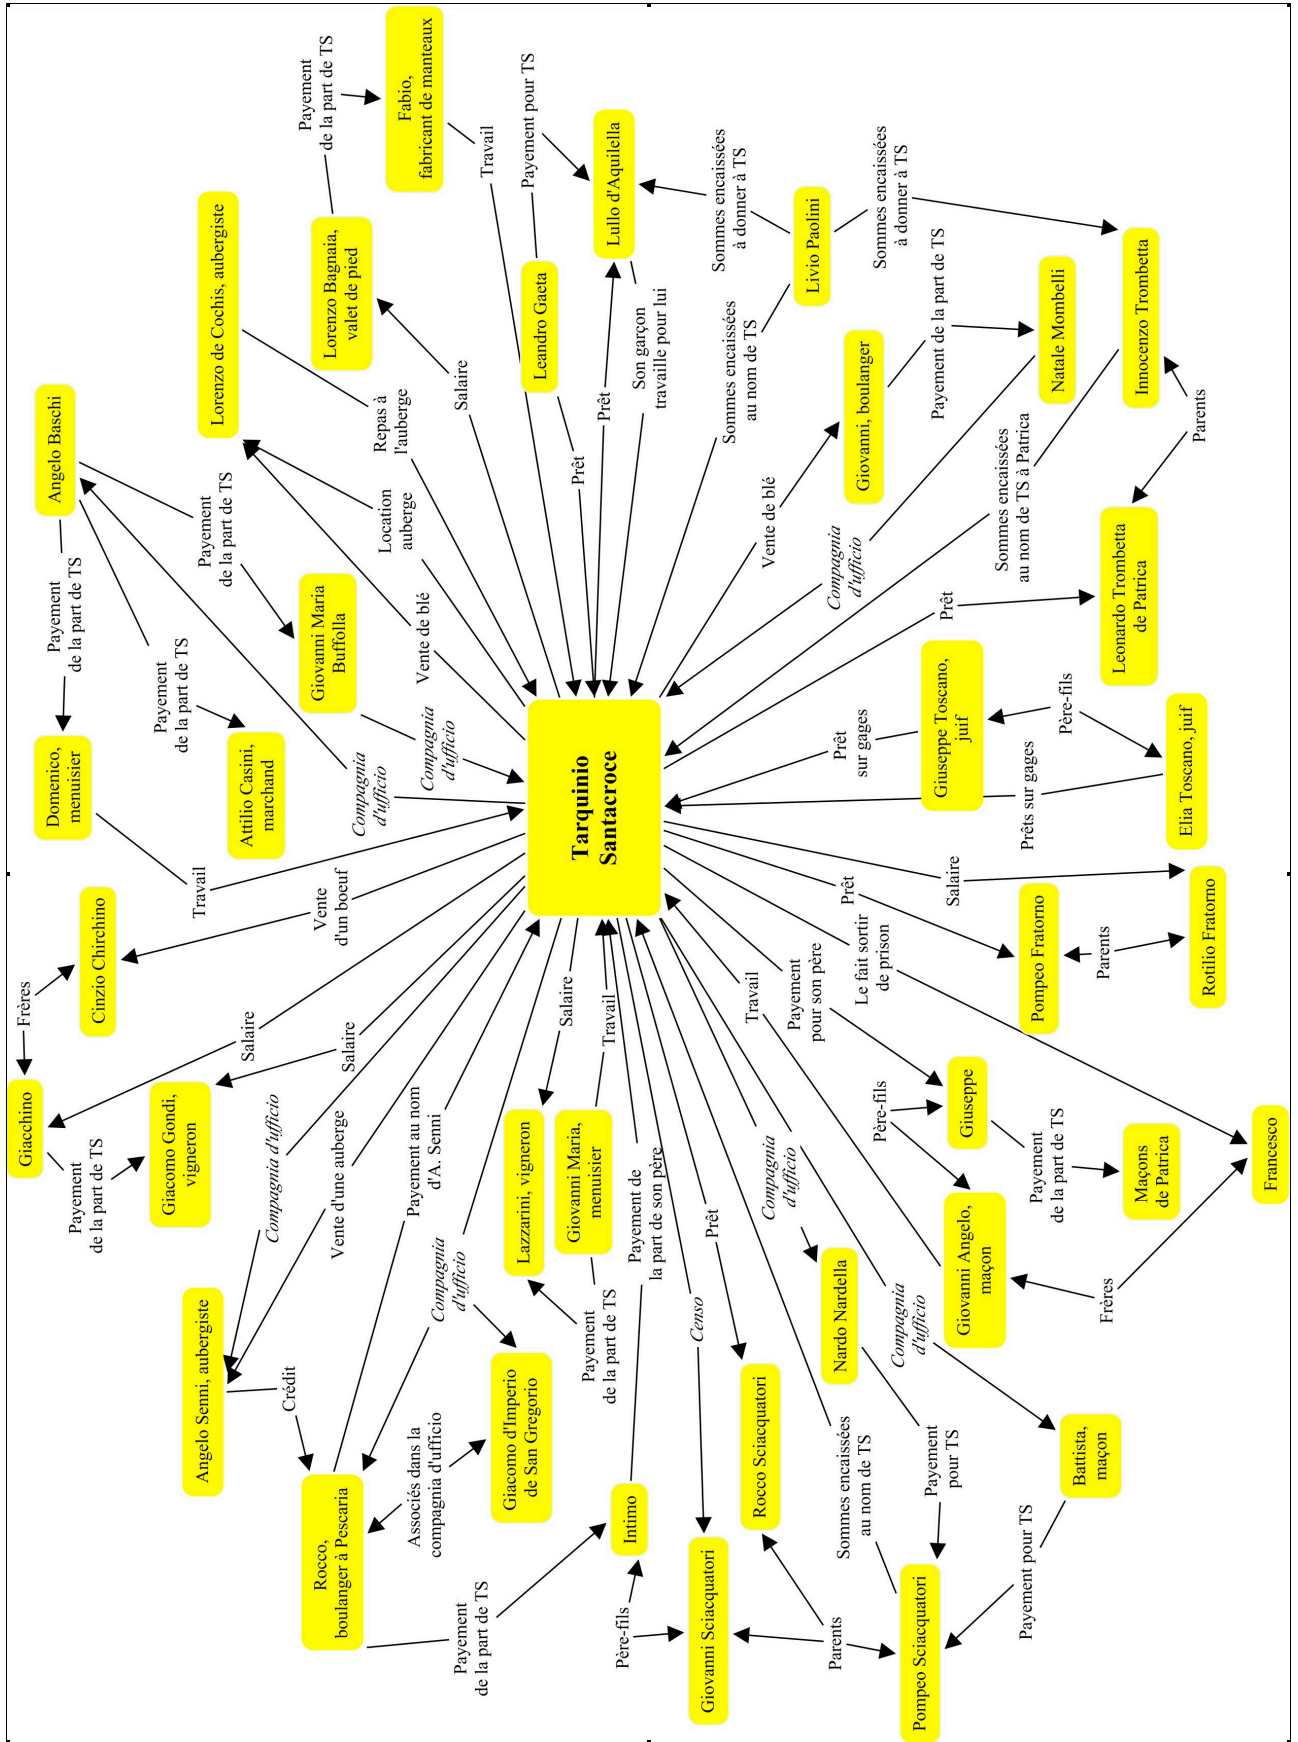 Angelo Senni, aubergiste
Giacchino
Frères
Cinzio Chirchino
Domenico,
menuisier
Payement
de la part de TS
Angelo Baschi
Payement
de la part de TS
Giacomo Gondi,
vigneron
Travail
Payement
de la part de TS
Payement
de la part de TS
Lorenzo de Cochis, aubergiste
Attilio Casini,
marchand
Salaire
Compagnia d'ufficio
Crédit
Rocco,
boulanger à Pescaria
Vente d'une auberge
Salaire
Vente
d'un boeuf
Giovanni Maria
Buffolla
Lorenzo Bagnaia,
valet de pied
Payement
de la part de TS
Compagnia
d'ufficio
Location
auberge
Repas à
l'auberge
Fabio,
fabricant de manteaux
Associés dans la
compagnia d'ufficio
Payement au nom
d'A. Senni
Compagnia
d'ufficio
Vente de blé
Compagnia
d'ufficio
Salaire
Payement
de la part de TS
Giacomo d'Imperio
de San Gregorio
Lazzarini, vigneron
Travail
Payement pour TS
Leandro Gaeta
Salaire
Giovanni Maria,
menuisier
Prêt
Payement
de la part de TS
Travail
Tarquinio
Santacroce
Prêt
Lullo d'Aquilella
Père-fils
Intimo
Payement de
la part de son père
Son garçon
travaille pour lui
Giovanni Sciacquatori
Censo
Prêt
Sommes encaissées
au nom de TS
Sommes encaissées
à donner à TS
Rocco Sciacquatori
Compagnia
d'ufficio
Travail
Vente de blé
Payement
pour son père
Livio Paolini
Parents
Sommes encaissées
au nom de TS
Nardo Nardella
Prêt
Le fait sortir
de prison
Prêt
sur gages
Compagnia
d'ufficio
Giovanni, boulanger
Sommes encaissées
à donner à TS
Pompeo Sciacquatori
Payement
pour TS
Compagnia
d'ufficio
Père-fils
Salaire
Prêt
Payement de la part de TS
Giovanni Angelo,
maçon
Giuseppe
Giuseppe Toscano,
juif
Payement pour TS
Battista,
maçon
Payement
de la part de TS
Pompeo Fratorno
Prêts sur gages
Sommes encaissées
au nom de TS à Patrica
Natale Mombelli
Frères
Parents
Père-fils
Maçons
de Patrica
Leonardo Trombetta
de Patrica
Innocenzo Trombetta
Rotilio Fratorno
Elia Toscano, juif
Parents
Francesco